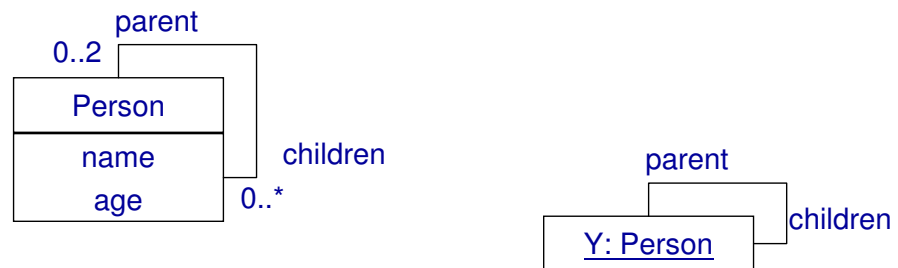 parent
0..2
Person
name
age
children
0..*
parent
children
Y: Person